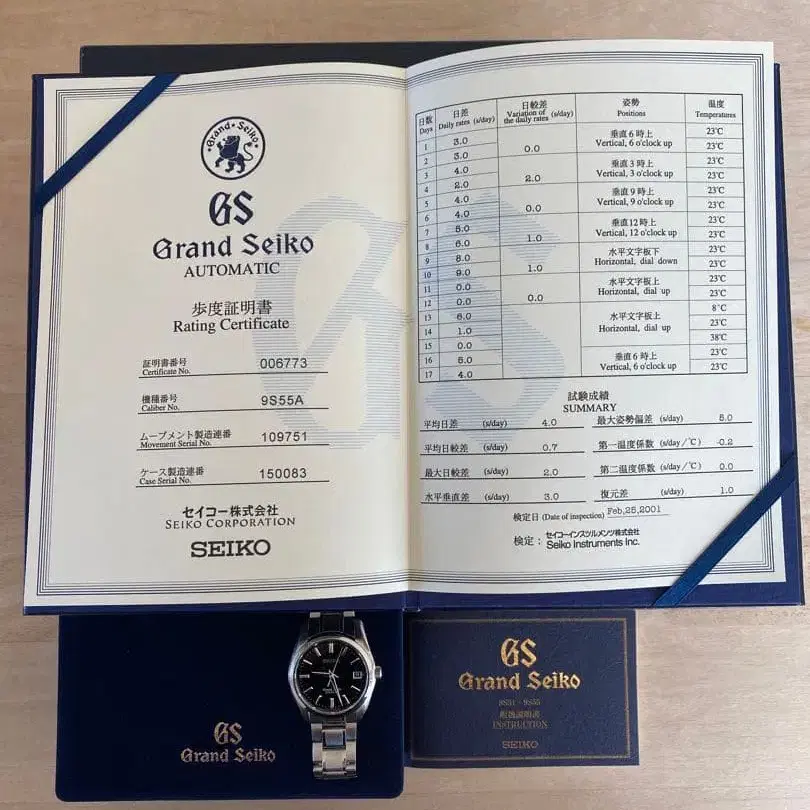 Grand Seiko
GS
Grand Seiko
AUTOMATIC
歩度証明書
Rating Certificate
証明書番号
Certificate No. 006773
機種番号
Caliber No. 9S55A
ムーブメント製造連番
Movement Serial No. 109751
ケース製造連番
Case Serial No. 150083
セイコー株式会社
SEIKO CORPORATION
SEIKO
日数 日差 日較差 姿勢 温度
Days Daily rates (s/day) Variation of the daily rates (s/day) Positions Temperatures
1 3.0 0.0 垂直6時上 23℃
2 3.0 Vertical, 6 o'clock up 23℃
3 4.0 2.0 垂直3時上 23℃
4 2.0 Vertical, 3 o'clock up 23℃
5 4.0 0.0 垂直9時上 23℃
6 4.0 Vertical, 9 o'clock up 23℃
7 5.0 1.0 垂直12時上 23℃
8 6.0 Vertical, 12 o'clock up 23℃
9 8.0 1.0 水平文字板下 23℃
10 9.0 Horizontal, dial down 23℃
11 0.0 0.0 水平文字板上 23℃
12 0.0 Horizontal, dial up 23℃
13 6.0 水平文字板上 8℃
14 1.0 Horizontal, dial up 23℃
15 0.0 38℃
16 5.0 垂直6時上 23℃
17 4.0 Vertical, 6 o'clock up 23℃
試験成績
SUMMARY
平均日差 (s/day) 4.0 最大姿勢偏差 (s/day) 5.0
平均日較差 (s/day) 0.7 第一温度係数 (s/day/℃) -0.2
最大日較差 (s/day) 2.0 第二温度係数 (s/day/℃) 0.0
水平垂直差 (s/day) 3.0 復元差 (s/day) 1.0
検定日 (Date of inspection) Feb,25,2001
検定: セイコーインスツルメンツ株式会社
Seiko Instruments Inc.
GS
Grand Seiko
SEIKO
GS
Grand Seiko
9S51・9S55
取扱説明書
INSTRUCTION
SEIKO